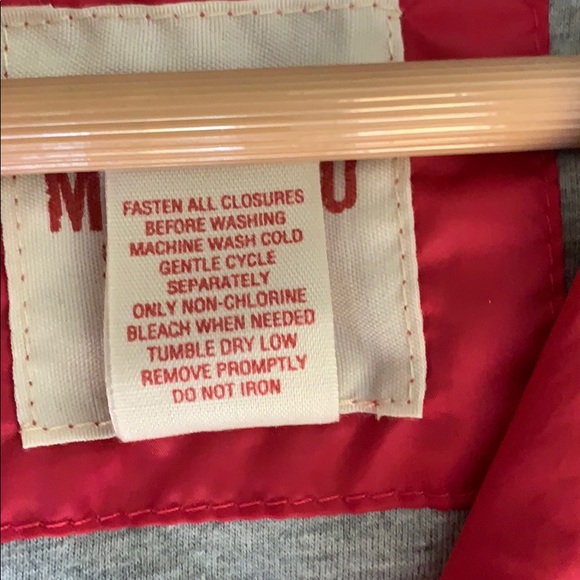 FASTEN ALL CLOSURES
BEFORE WASHING
MACHINE WASH COLD
GENTLE CYCLE
SEPARATELY
ONLY NON-CHLORINE
BLEACH WHEN NEEDED
TUMBLE DRY LOW
REMOVE PROMPTLY
DO NOT IRON